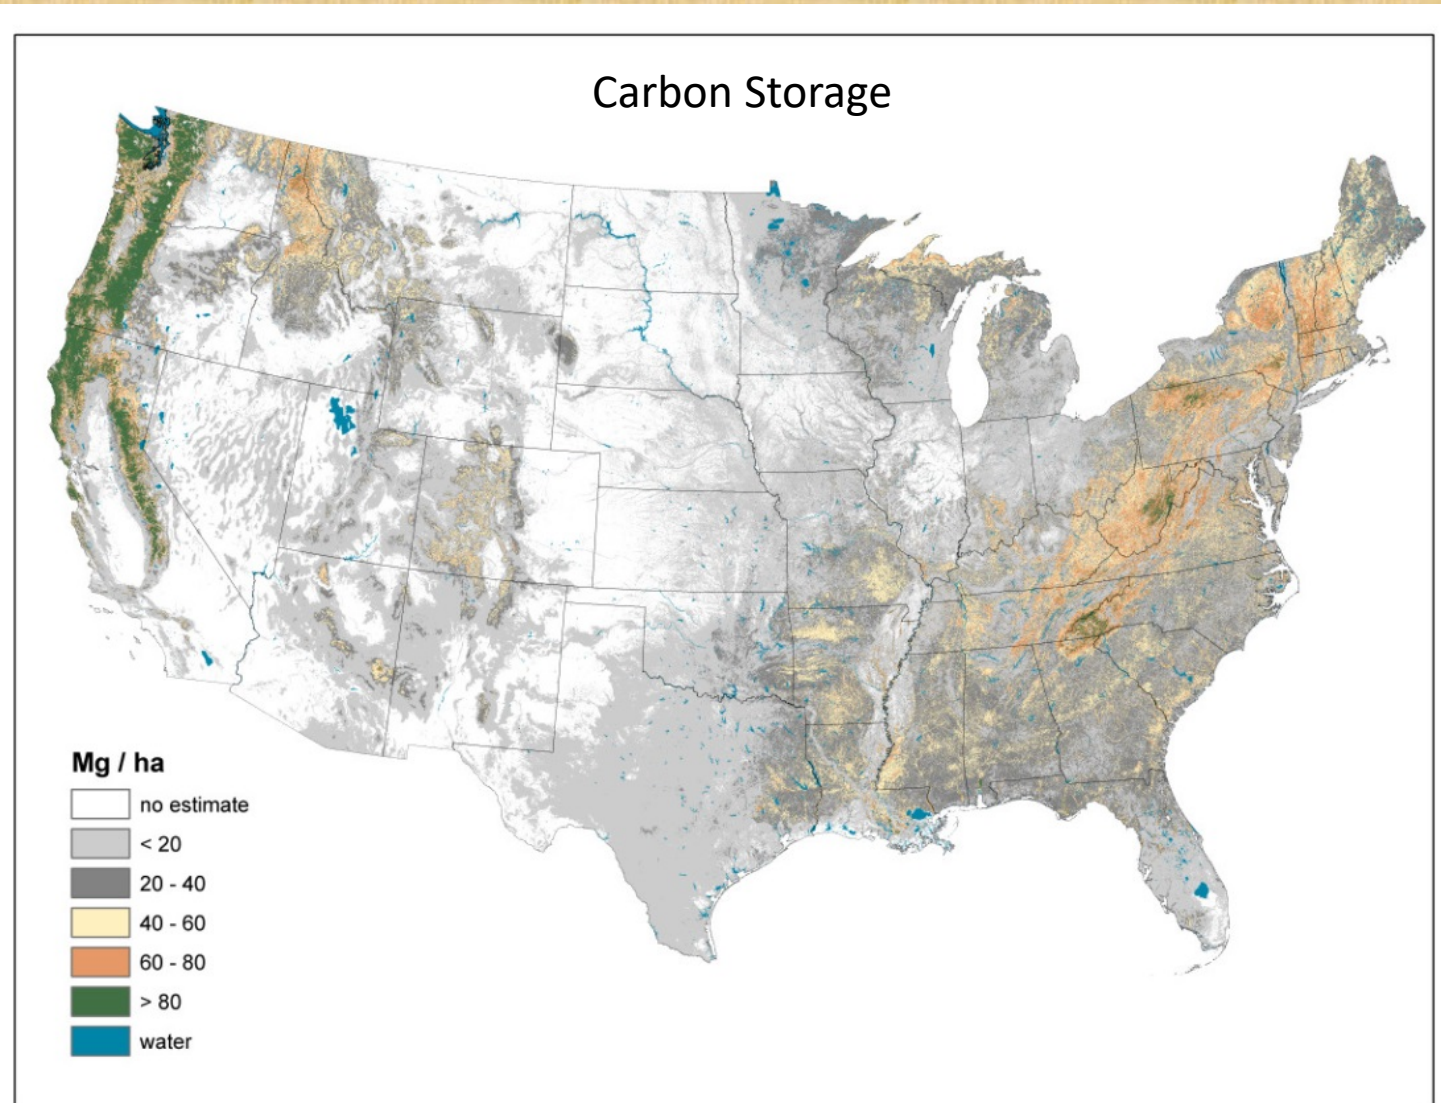 Carbon Storage
Mg / ha
no estimate
< 20
20 - 40
40 - 60
60 - 80
> 80
water